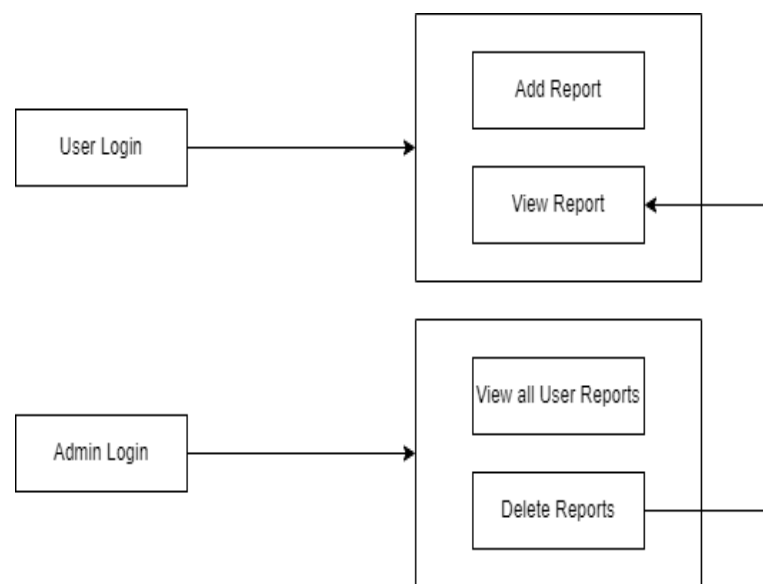 Add Report
User Login
View Report
View all User Reports
Admin Login
Delete Reports